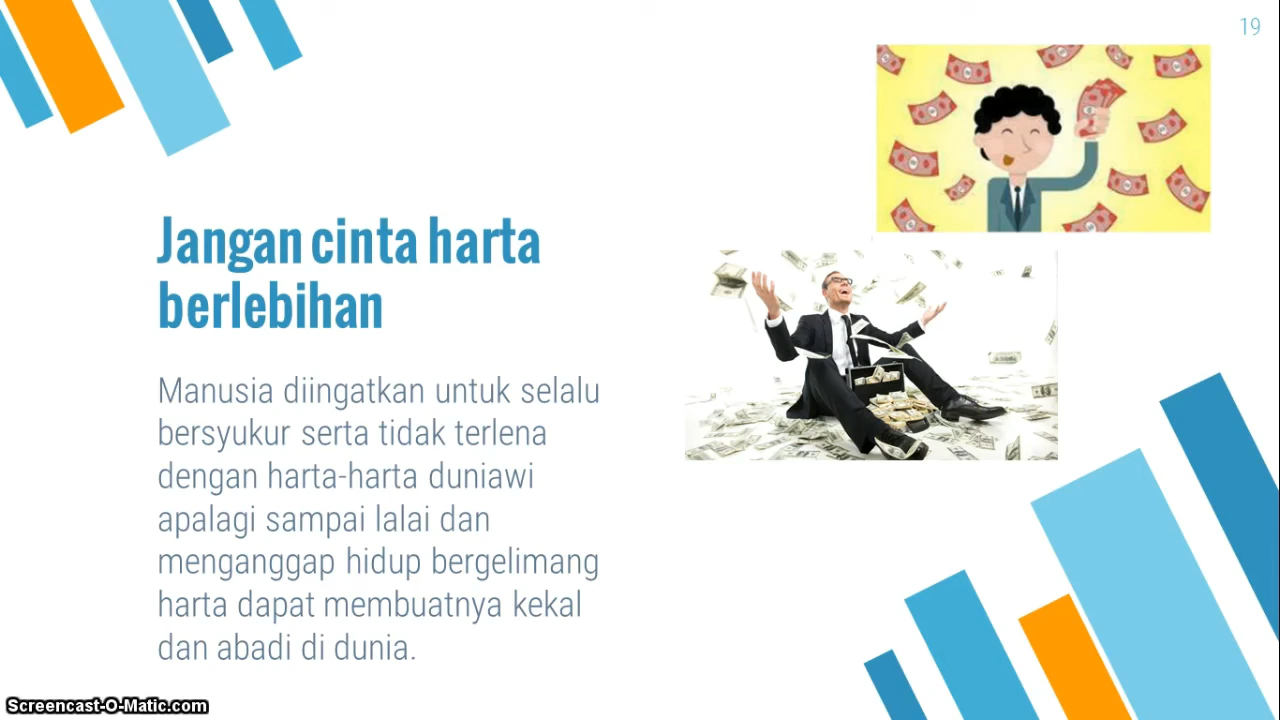 19
Jangan cinta harta
berlebihan
Manusia diingatkan untuk selalu
bersyukur serta tidak terlena
dengan harta-harta duniawi
apalagi sampai lalai dan
menganggap hidup bergelimang
harta dapat membuatnya kekal
dan abadi di dunia.
Screencast-O-Matic.com